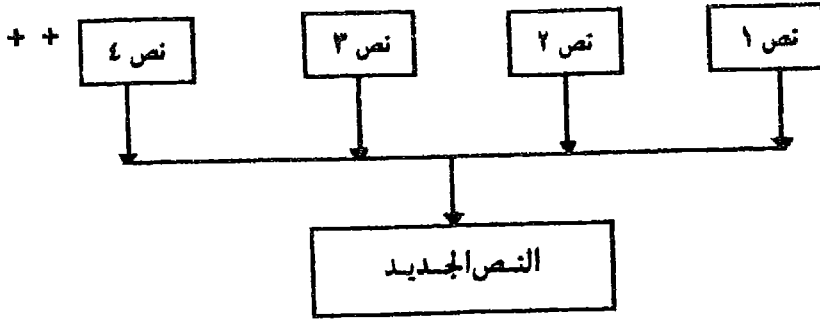 نص ١ نص ٢ نص ٣ نص ٤ + +
النص الجديد